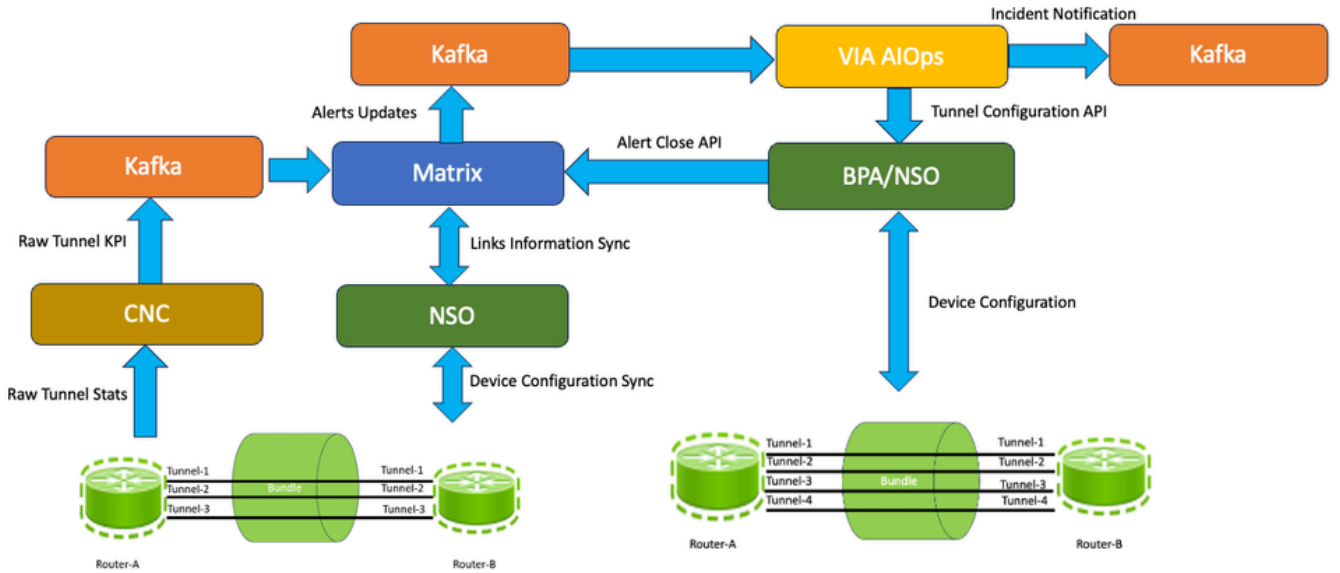 Incident Notification
Kafka
VIA AIOps
Kafka
Alerts Updates
Tunnel Configuration API
Alert Close API
Kafka
Matrix
BPA/NSO
Raw Tunnel KPI
Links Information Sync
CNC
NSO
Device Configuration
Raw Tunnel Stats
Device Configuration Sync
Tunnel-1
Tunnel-2
Tunnel-3
Bundle
Tunnel-1
Tunnel-2
Tunnel-3
Router-A
Router-B
Tunnel-1
Tunnel-2
Tunnel-3
Tunnel-4
Bundle
Tunnel-1
Tunnel-2
Tunnel-3
Tunnel-4
Router-A
Router-B